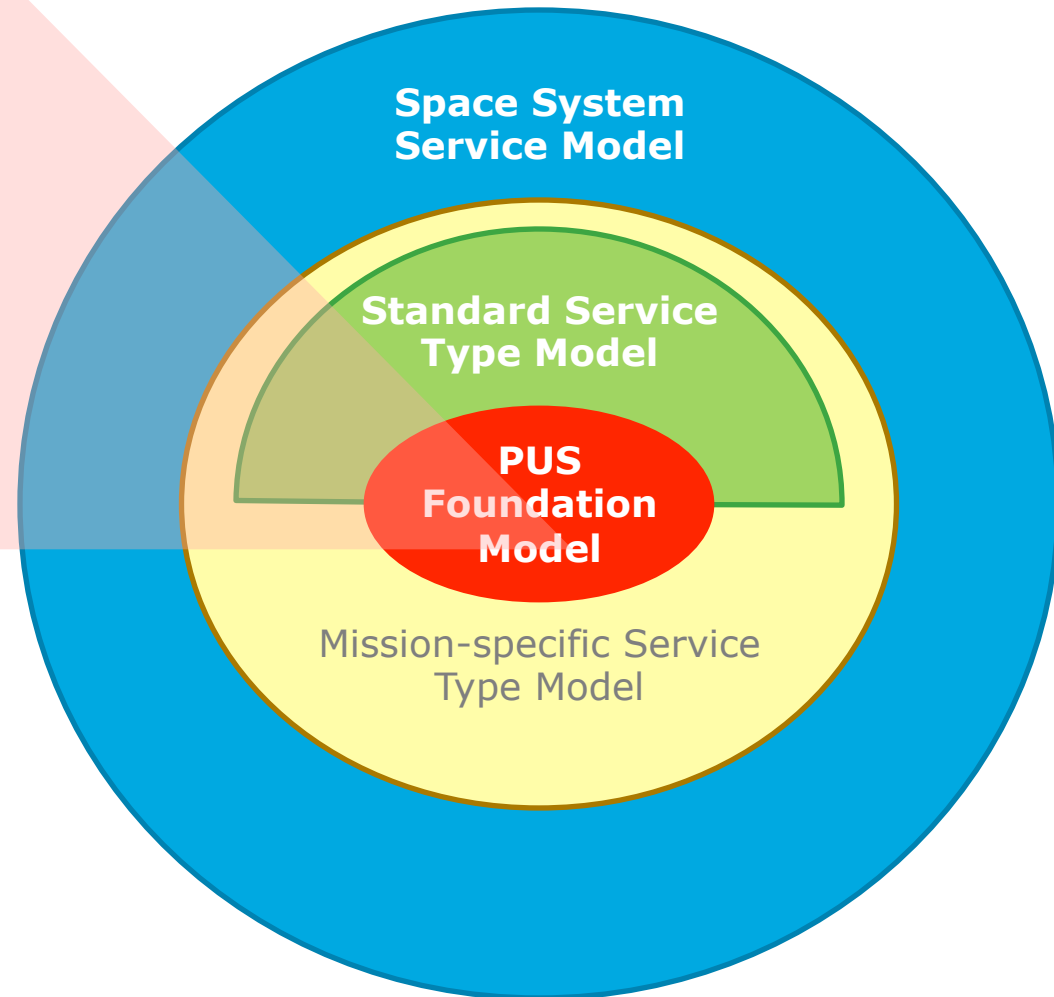 Space System
Service Model
Standard Service
Type Model
PUS
Foundation
Model
Mission-specific Service
Type Model